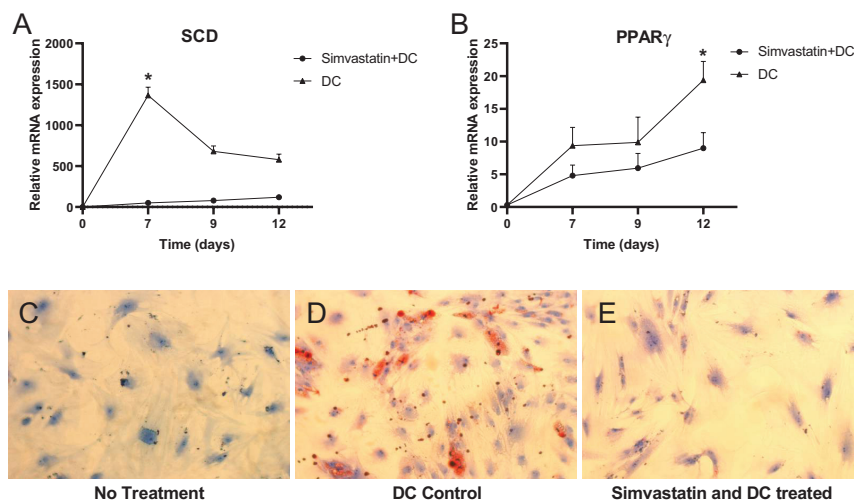 A
SCD
Relative mRNA expression
2000
1500
1000
500
0
*
0
7
9
12
Time (days)
Simvastatin+DC
DC
B
PPARγ
Relative mRNA expression
25
20
15
10
5
0
*
0
7
9
12
Time (days)
Simvastatin+DC
DC
C
D
E
No Treatment
DC Control
Simvastatin and DC treated